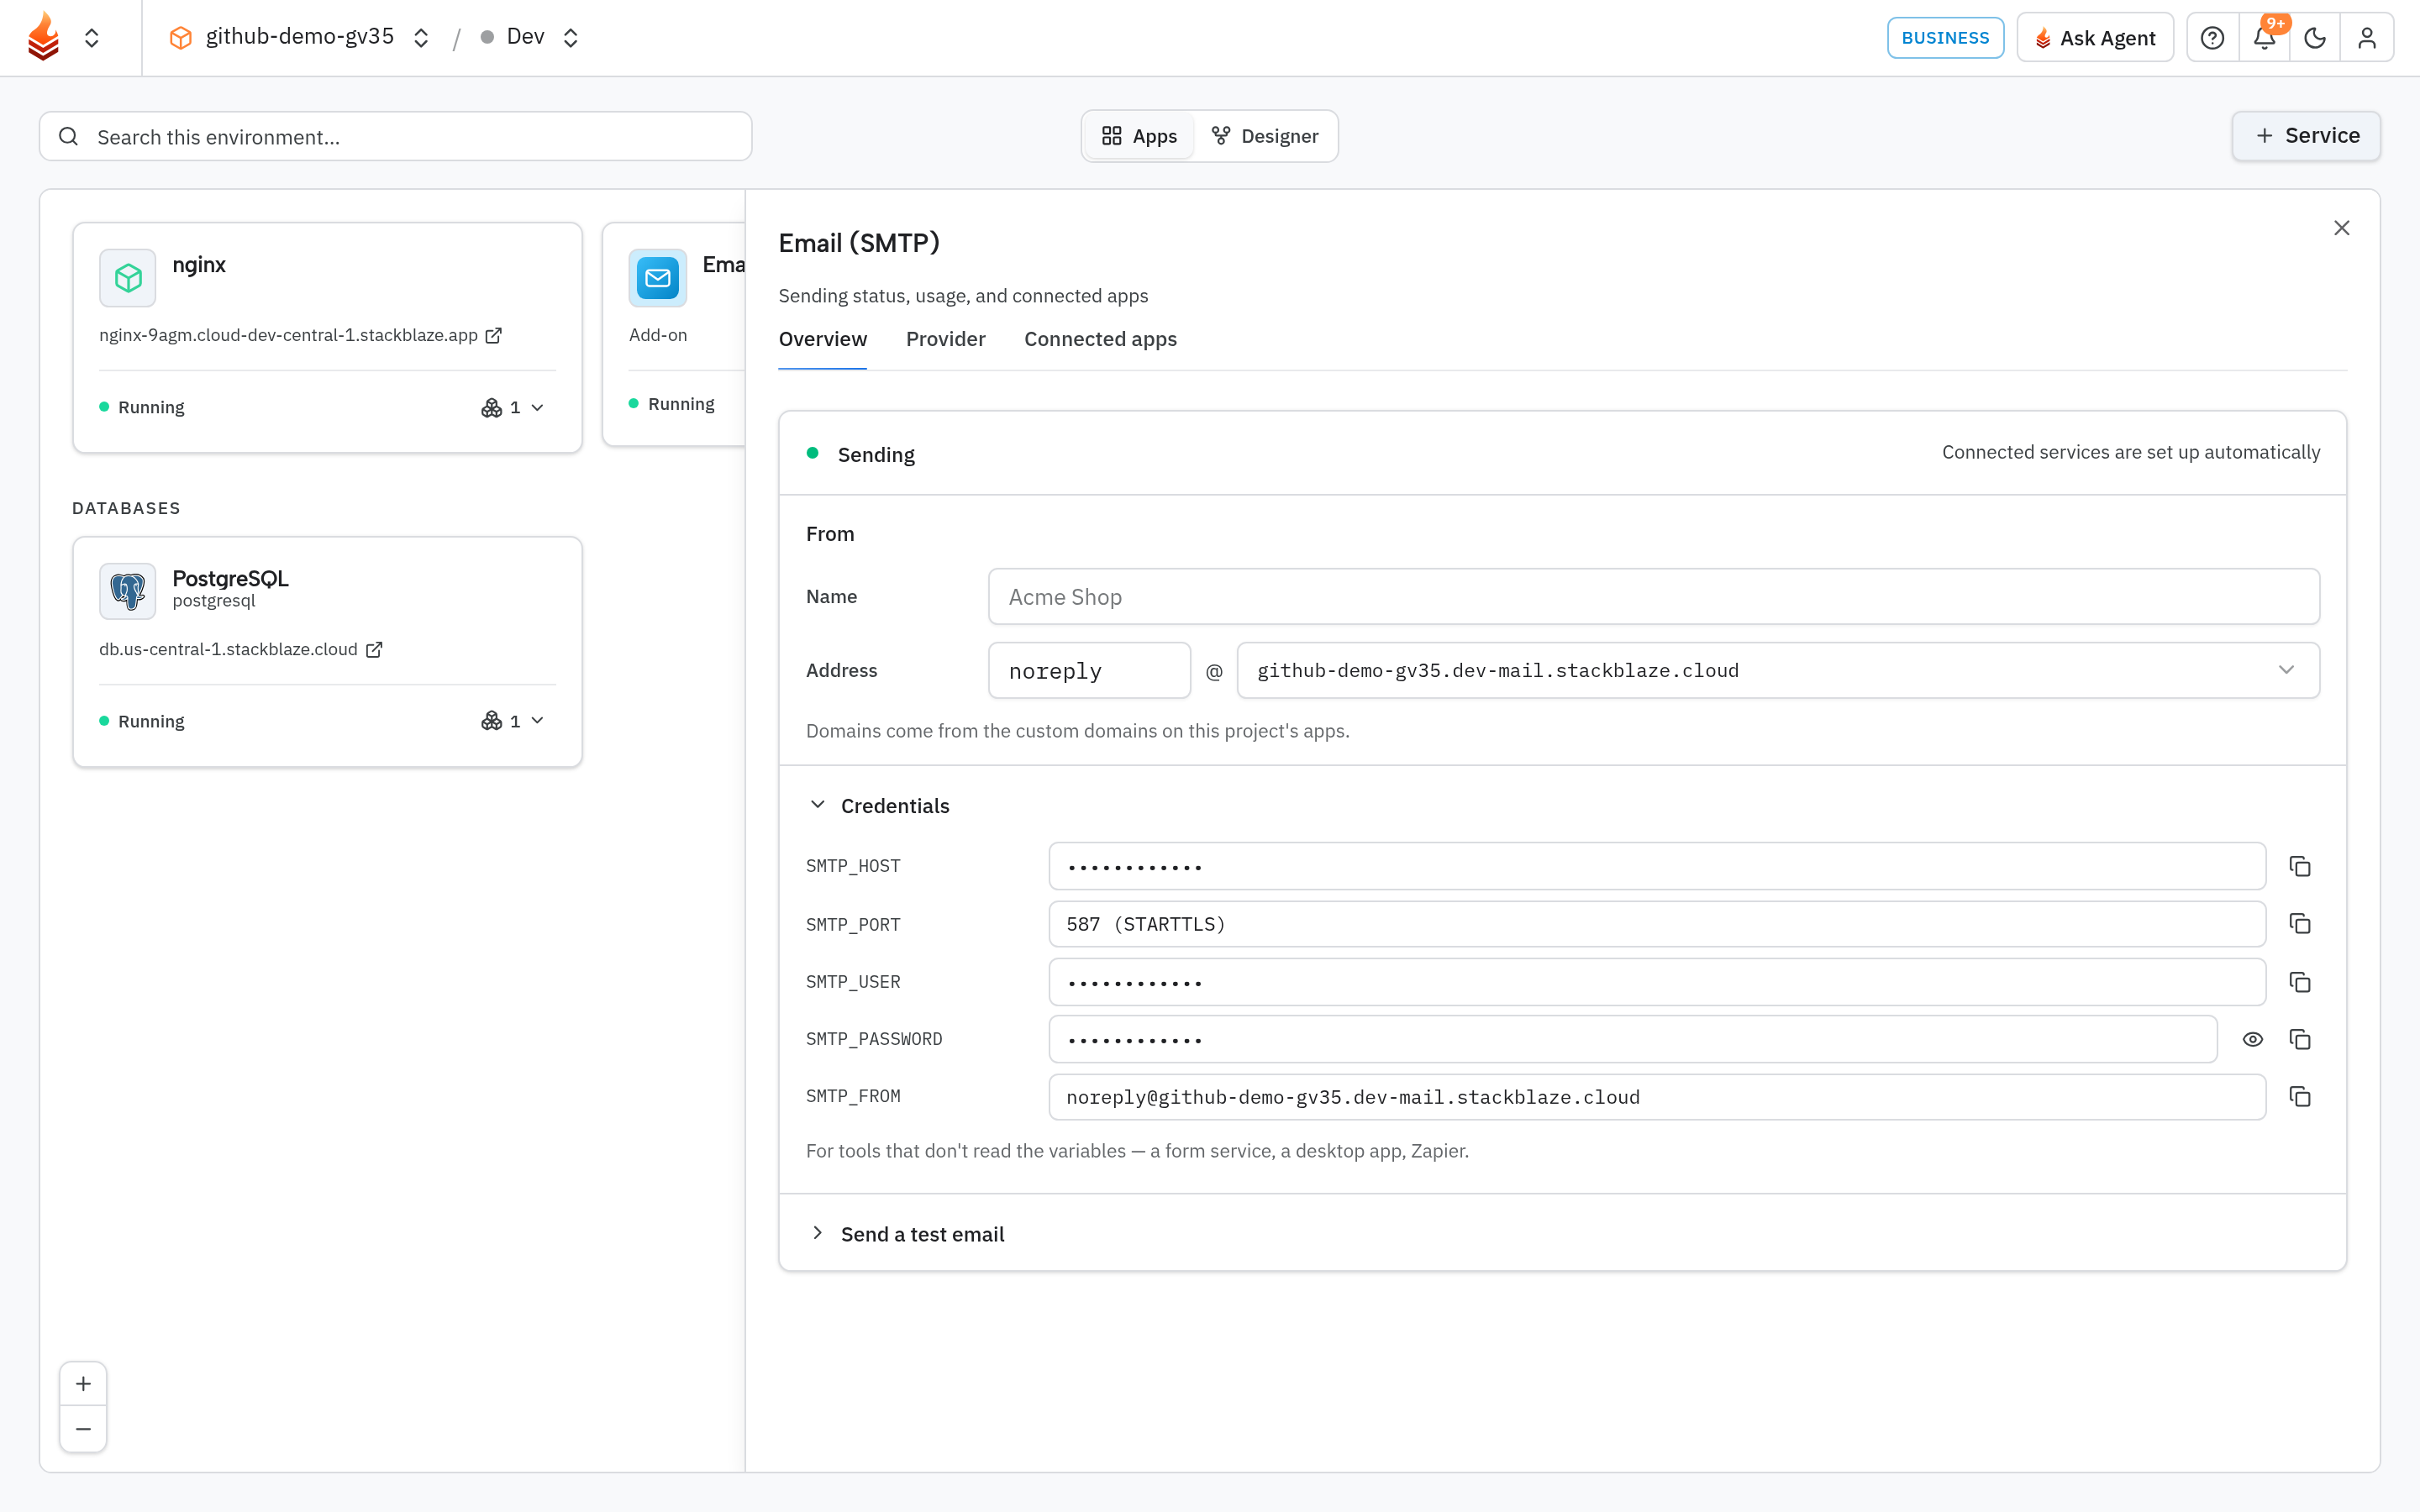 github-demo-gv35 / Dev
BUSINESS
Ask Agent
9+
Search this environment...
Apps
Designer
+ Service
nginx
nginx-9agm.cloud-dev-central-1.stackblaze.app
Running
1
Ema
Add-on
Running
DATABASES
PostgreSQL
postgresql
db.us-central-1.stackblaze.cloud
Running
1
Email (SMTP)
Sending status, usage, and connected apps
Overview
Provider
Connected apps
Sending
Connected services are set up automatically
From
Name
Acme Shop
Address
noreply @ github-demo-gv35.dev-mail.stackblaze.cloud
Domains come from the custom domains on this project's apps.
Credentials
SMTP_HOST ••••••••••••
SMTP_PORT 587 (STARTTLS)
SMTP_USER ••••••••••••
SMTP_PASSWORD ••••••••••••
SMTP_FROM noreply@github-demo-gv35.dev-mail.stackblaze.cloud
For tools that don't read the variables — a form service, a desktop app, Zapier.
Send a test email